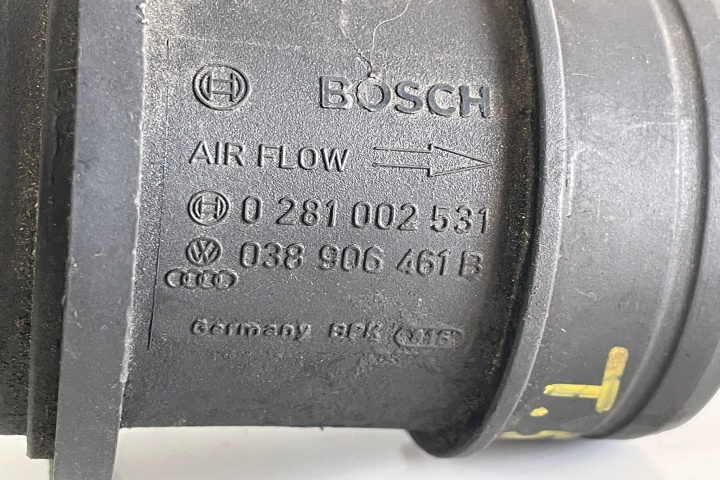 BOSCH
AIR FLOW
0 281 002 531
038 906 461 B
Germany